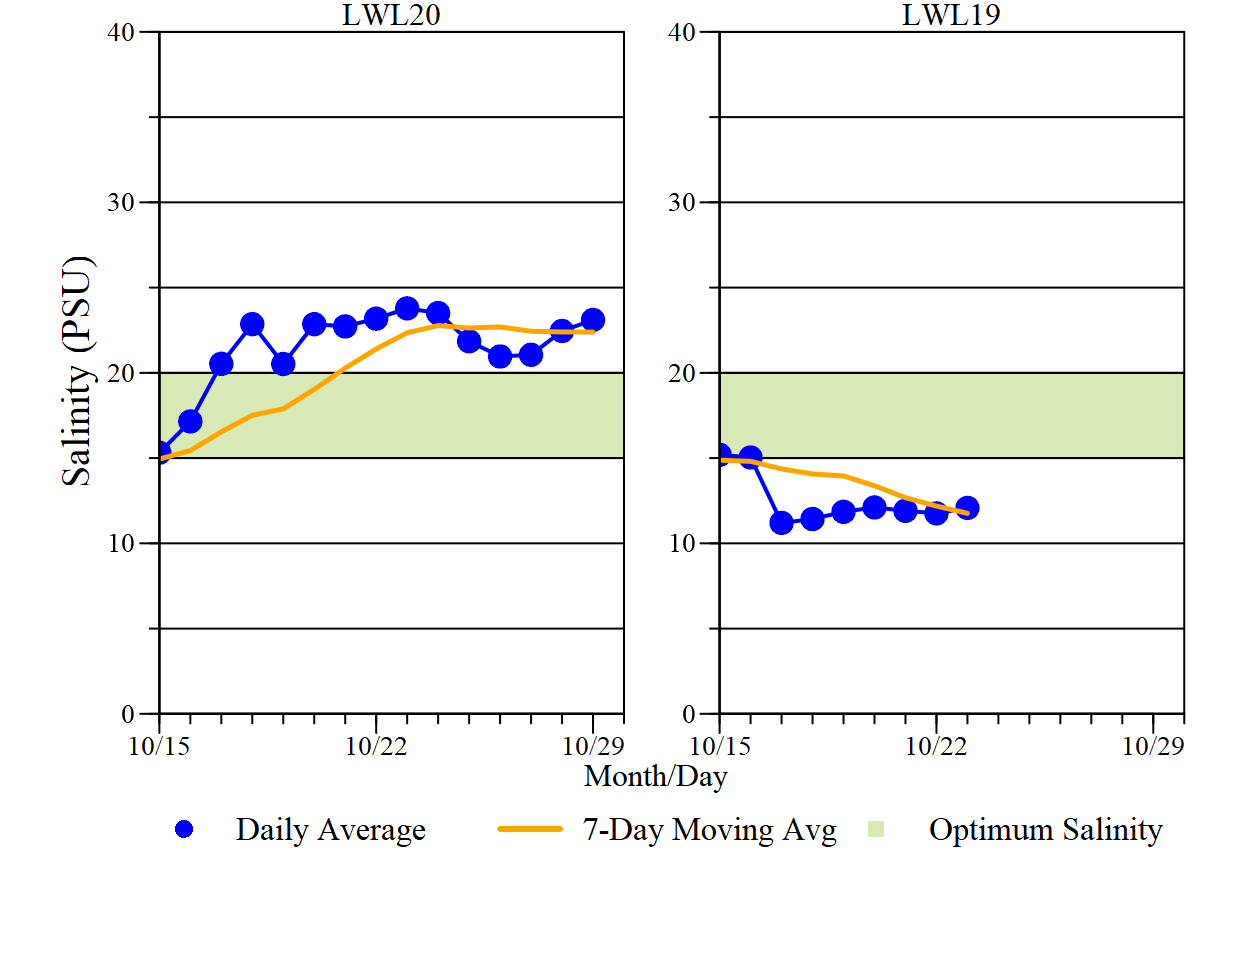 LWL20 LWL19
40 40
30 30
Salinity (PSU)
20 20
10 10
0 0
10/15 10/22 10/29 10/15 10/22 10/29
Month/Day
Daily Average 7-Day Moving Avg Optimum Salinity